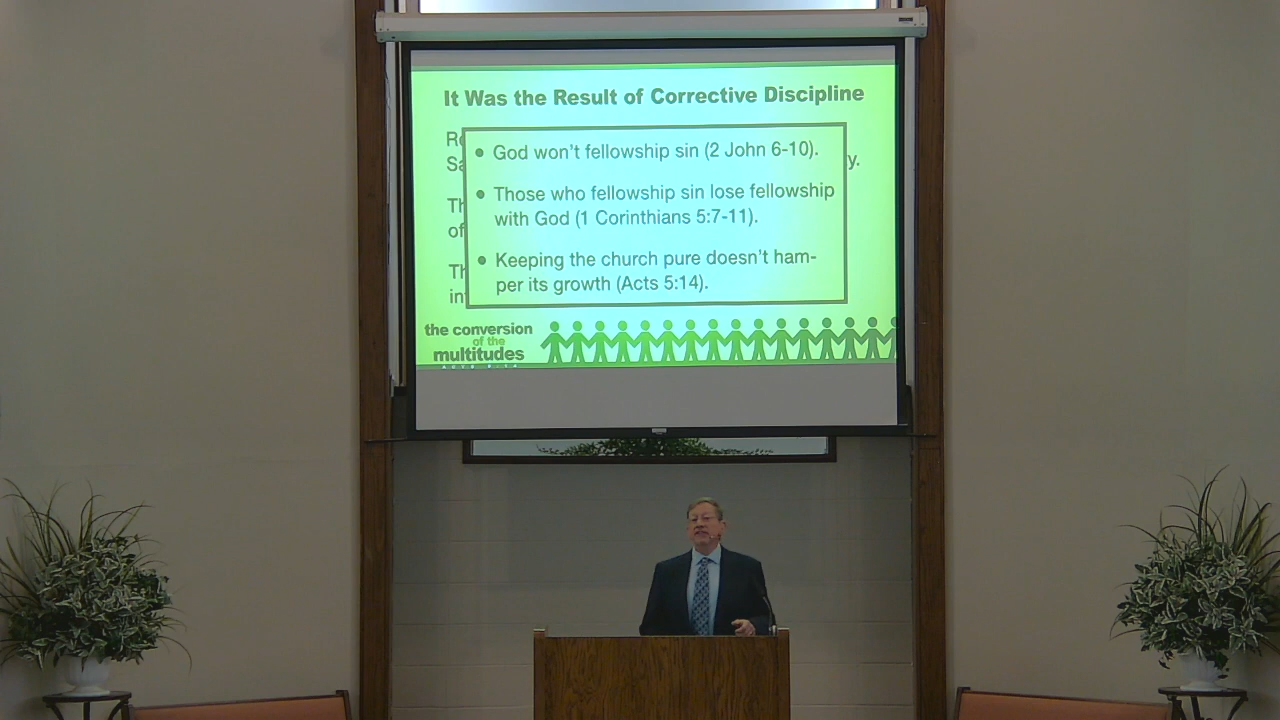 It Was the Result of Corrective Discipline
• God won't fellowship sin (2 John 6-10).
• Those who fellowship sin lose fellowship
with God (1 Corinthians 5:7-11).
• Keeping the church pure doesn't ham-
per its growth (Acts 5:14).
the conversion
of the
multitudes